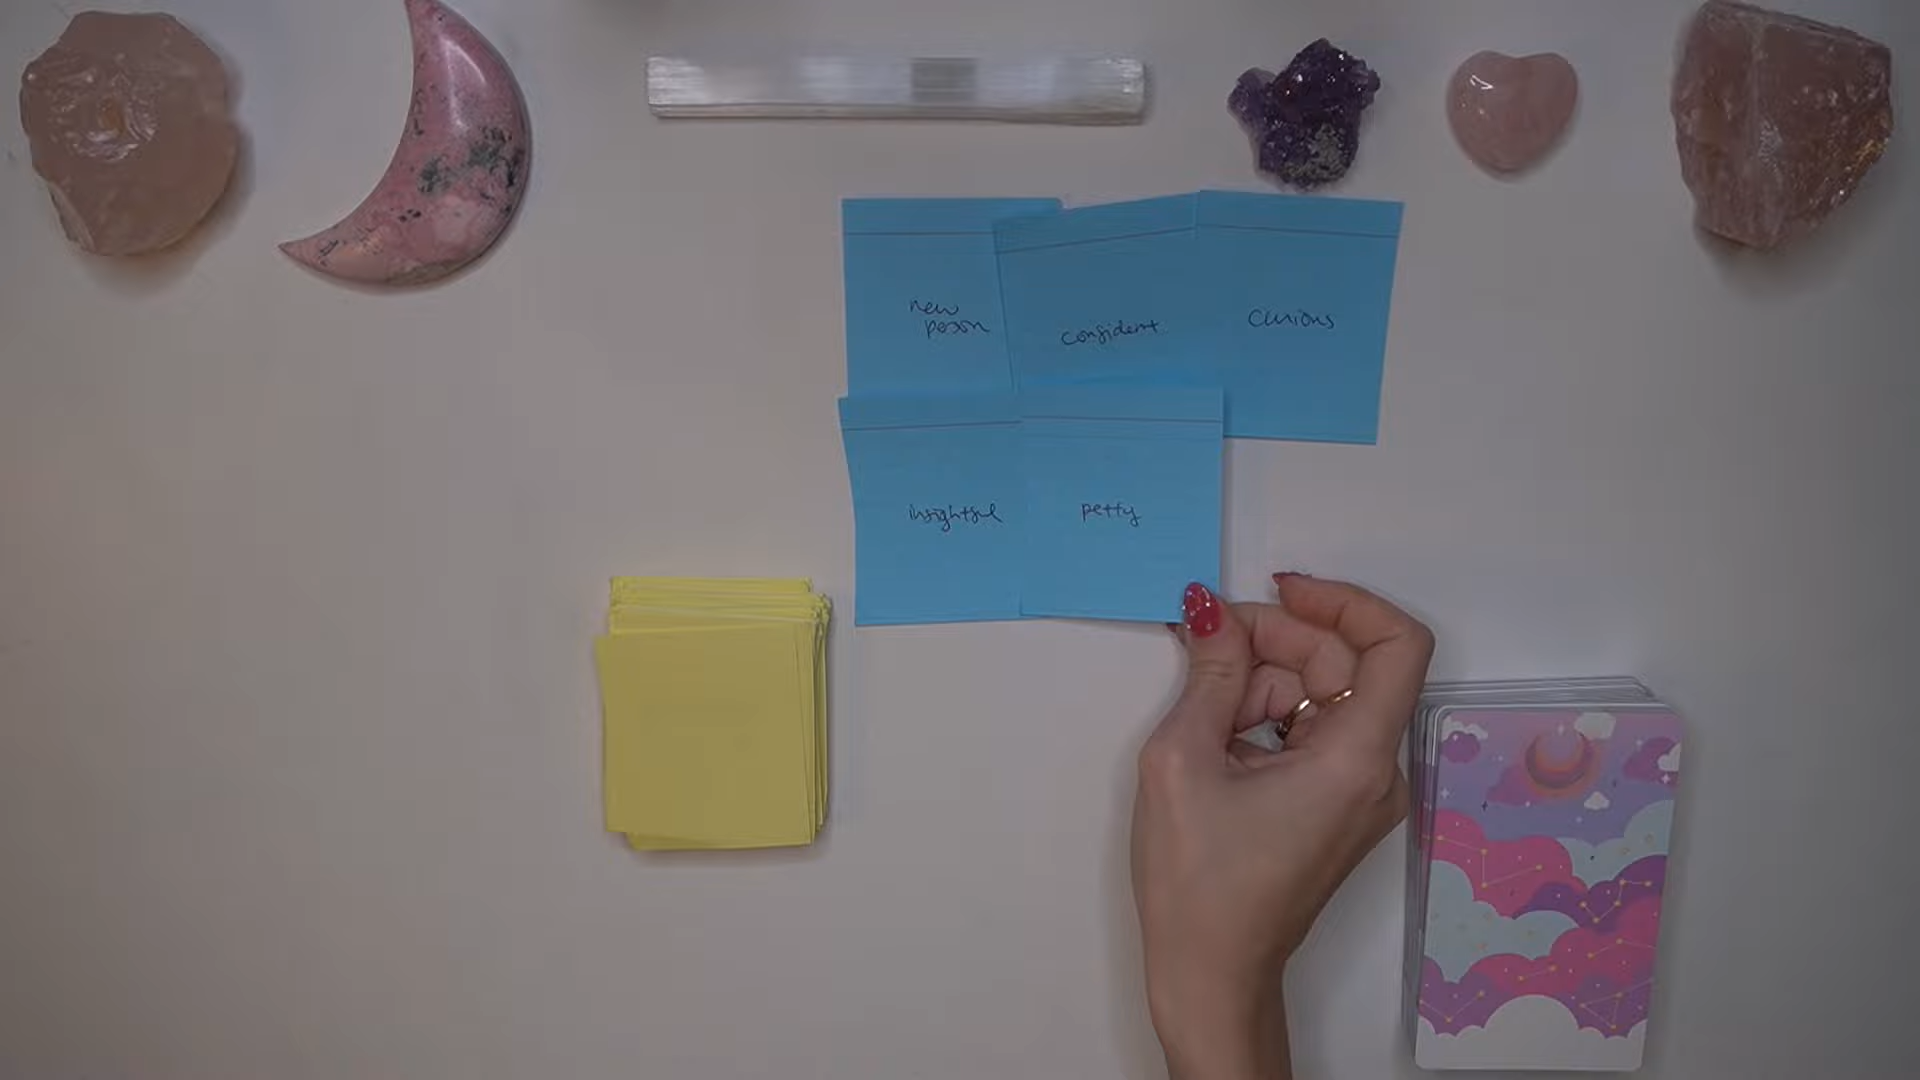 new
person
confident
curious
insightful
petty